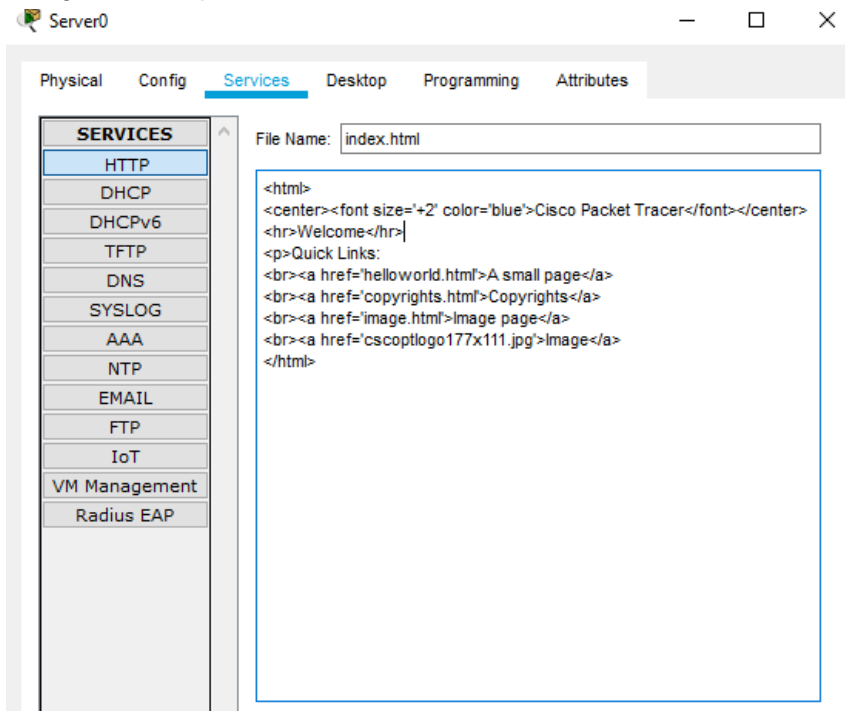 Server0
Physical Config Services Desktop Programming Attributes
SERVICES
HTTP
DHCP
DHCPv6
TFTP
DNS
SYSLOG
AAA
NTP
EMAIL
FTP
IoT
VM Management
Radius EAP
File Name: index.html
<html>
<center><font size='+2' color='blue'>Cisco Packet Tracer</font></center>
<hr>Welcome</hr>
<p>Quick Links:
<br><a href='helloworld.html'>A small page</a>
<br><a href='copyrights.html'>Copyrights</a>
<br><a href='image.html'>Image page</a>
<br><a href='cscoptlogo177x111.jpg'>Image</a>
</html>